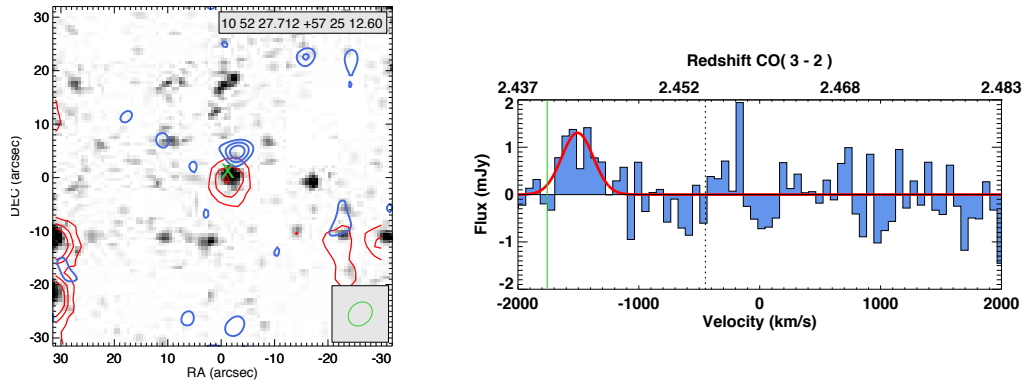 10 52 27.712 +57 25 12.60
30
20
10
0
-10
-20
-30
DEC (arcsec)
30 20 10 0 -10 -20 -30
RA (arcsec)
X
Redshift CO( 3 - 2 )
2.437 2.452 2.468 2.483
2
1
0
-1
-2
Flux (mJy)
-2000 -1000 0 1000 2000
Velocity (km/s)